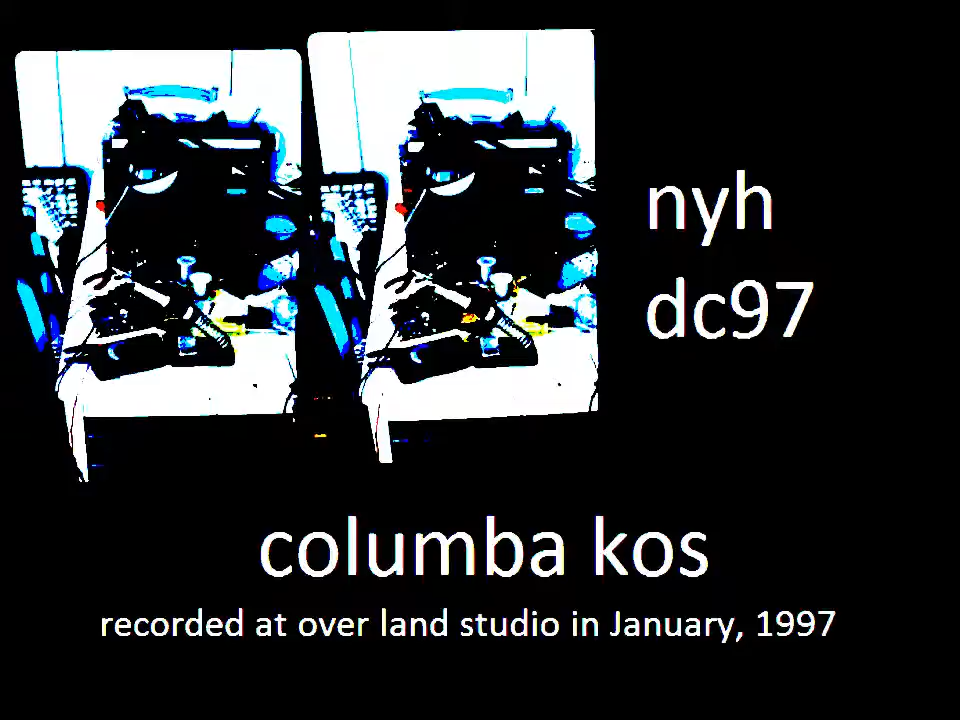 nyh
dc97
columba kos
recorded at over land studio in January, 1997